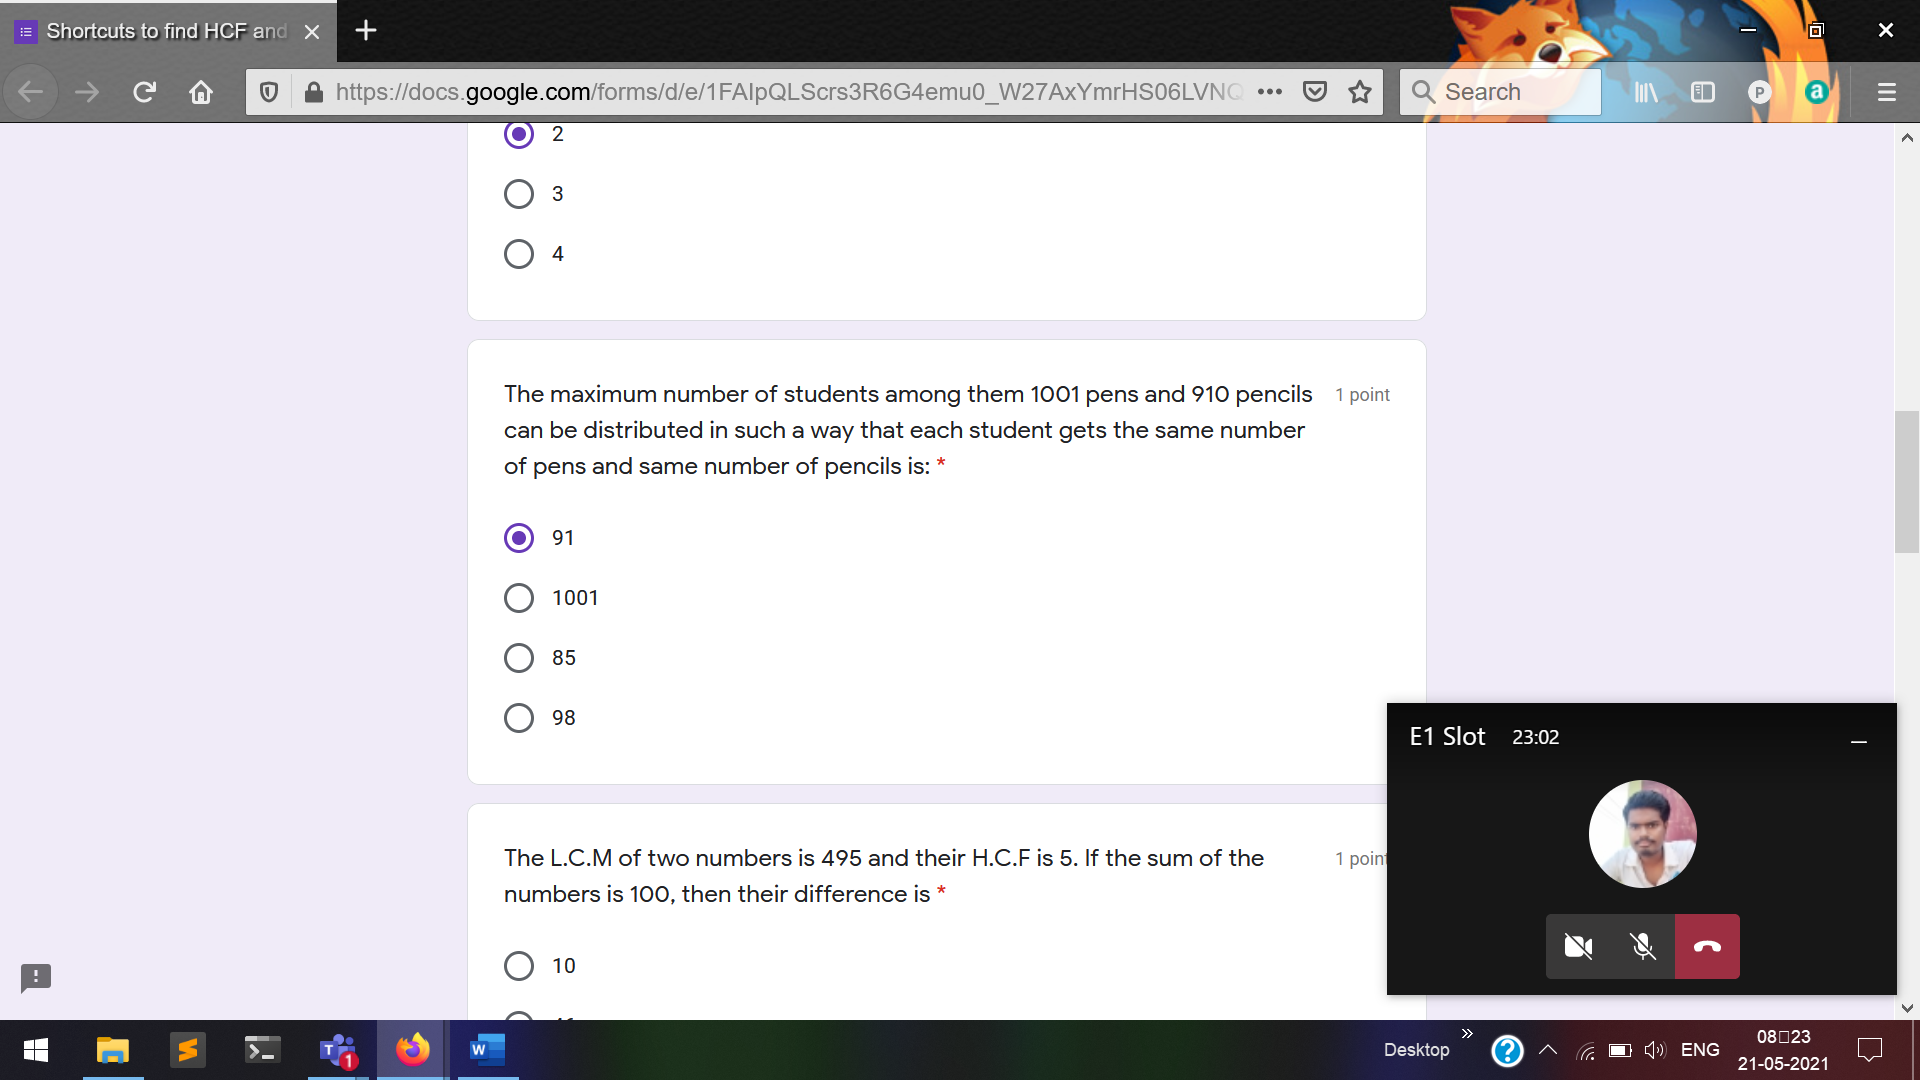 Shortcuts to find HCF and
https://docs.google.com/forms/d/e/1FAIpQLScrs3R6G4emu0_W27AxYmrHS06LVNQ
Search
2
3
4
The maximum number of students among them 1001 pens and 910 pencils
can be distributed in such a way that each student gets the same number
of pens and same number of pencils is: *
1 point
91
1001
85
98
The L.C.M of two numbers is 495 and their H.C.F is 5. If the sum of the
numbers is 100, then their difference is *
1 point
10
E1 Slot 23:02
Desktop
ENG
08▯23
21-05-2021